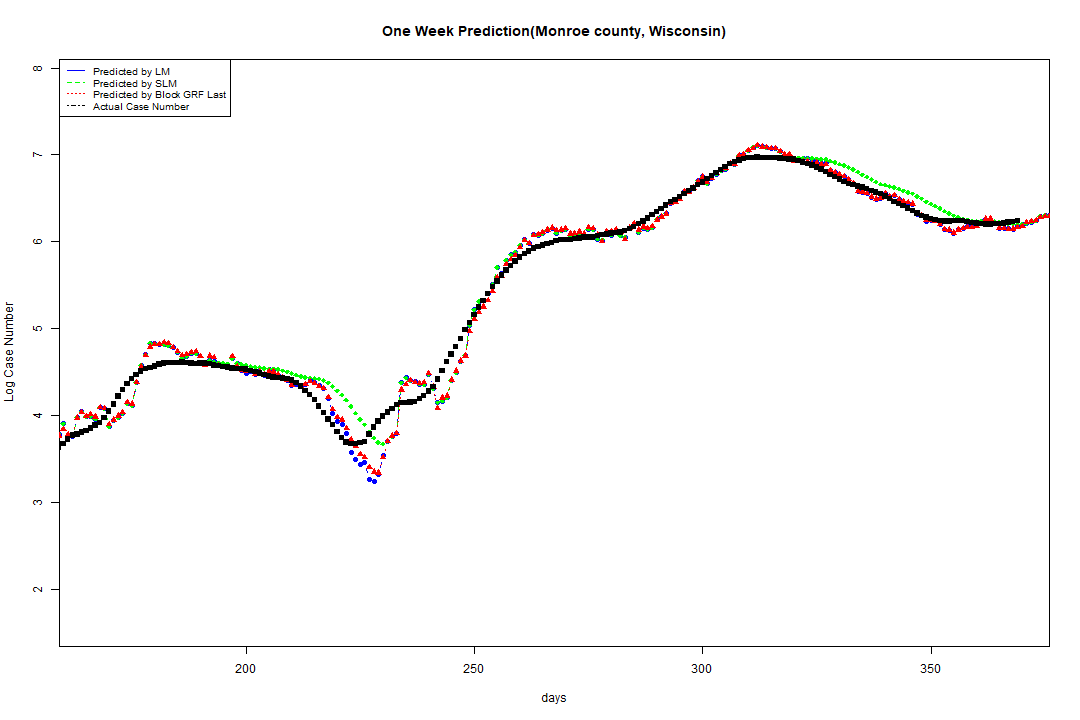 One Week Prediction(Monroe county, Wisconsin)
Predicted by LM
Predicted by SLM
Predicted by Block GRF Last
Actual Case Number
Log Case Number
8
7
6
5
4
3
2
200
250
300
350
days